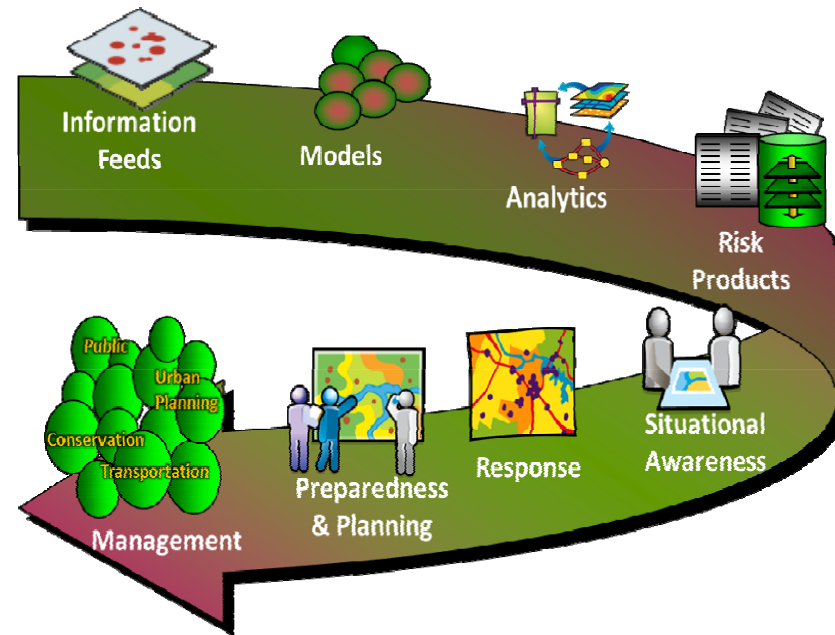 Information
Feeds
Models
Analytics
Risk
Products
Situational
Awareness
Response
Preparedness
& Planning
Public
Urban
Planning
Conservation
Transportation
Management